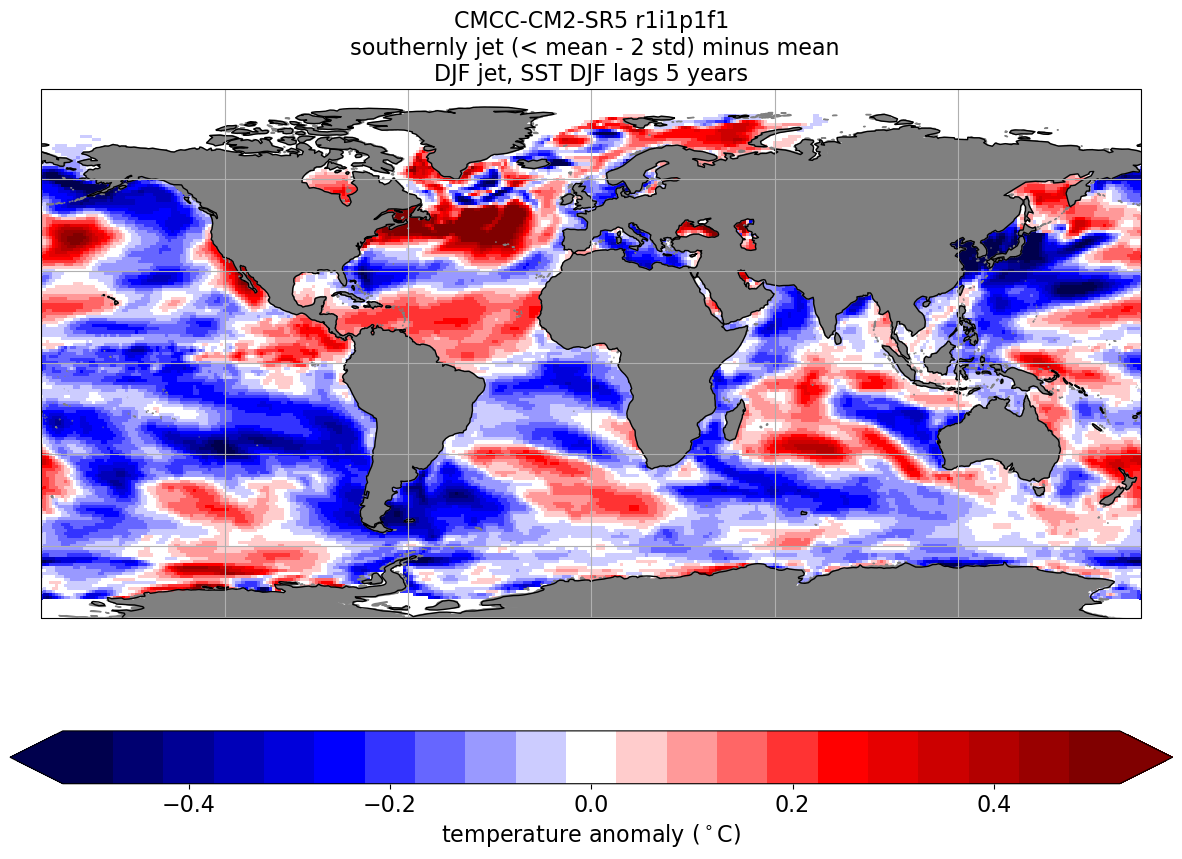 CMCC-CM2-SR5 r1i1p1f1
southernly jet (< mean - 2 std) minus mean
DJF jet, SST DJF lags 5 years
−0.4 −0.2 0.0 0.2 0.4
temperature anomaly (∘C)